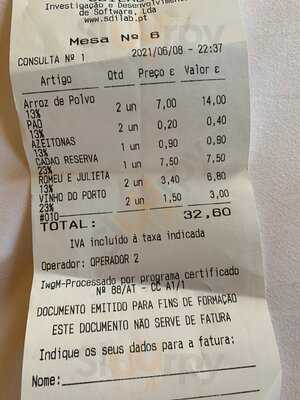 Investigação e Desenvolvimento
de Software, Lda
www.sdilab.pt
Mesa Nº 6
CONSULTA Nº 1 2021/06/08 - 22:37
Artigo Qtd Preço € Valor €
Arroz de Polvo
13% 2 un 7,00 14,00
PAO
13% 2 un 0,20 0,40
AZEITONAS
13% 1 un 0,90 0,90
CADAO RESERVA
23% 1 un 7,50 7,50
ROMEU E JULIETA
13% 2 un 3,40 6,80
VINHO DO PORTO
23% 2 un 1,50 3,00
#010
TOTAL: 32,60
IVA incluido à taxa indicada
Operador: OPERADOR 2
IwgM-Processado por programa certificado
Nº 88/AT - CC A1/1
DOCUMENTO EMITIDO PARA FINS DE FORMAÇÃO
ESTE DOCUMENTO NÃO SERVE DE FATURA
Indique os seus dados para a fatura:
Nome: